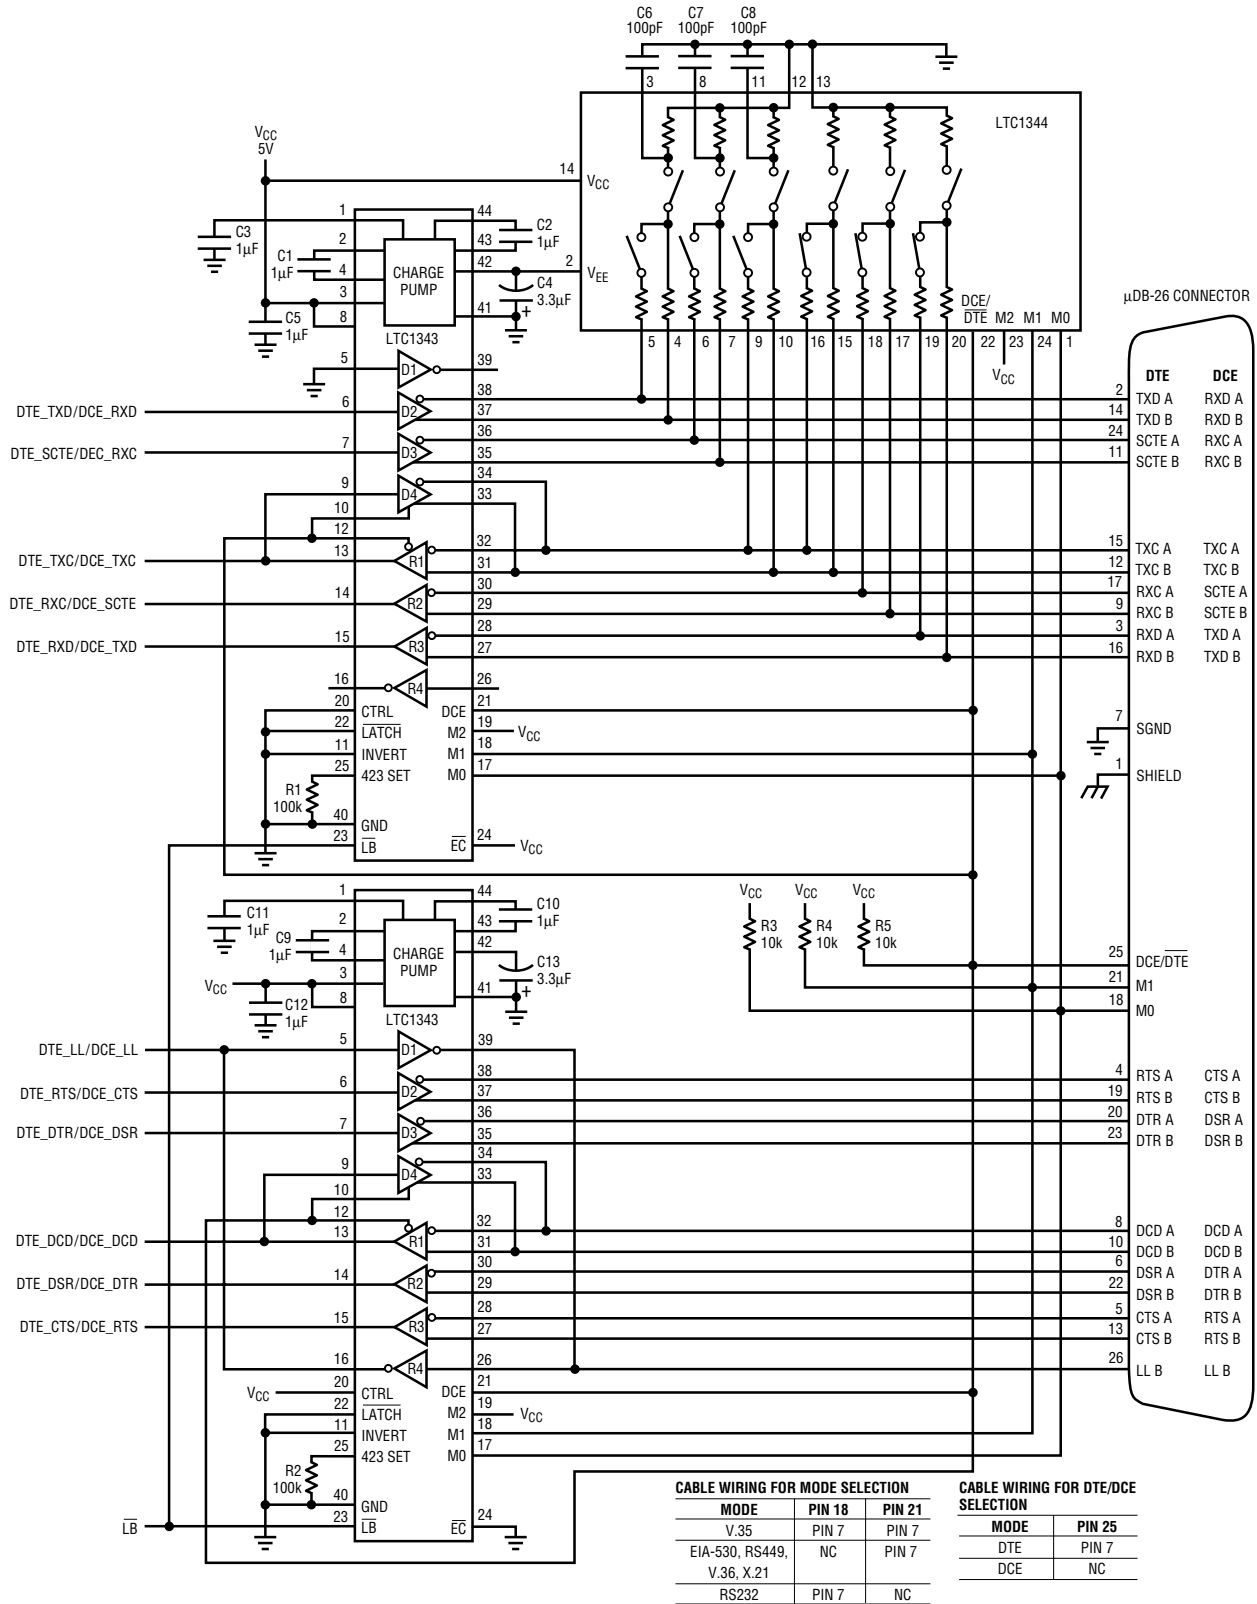 C6 C7 C8
100pF 100pF 100pF
3 8 11 12 13
LTC1344
VCC
5V
14 VCC
1 44
C3 1µF
2 43 C2 1µF
C1 1µF
4 42 2 VEE
CHARGE PUMP
C4 3.3µF
3 41 +
C5 1µF
8
LTC1343
DCE/DTE M2 M1 M0
5 4 6 7 9 10 16 15 18 17 19 20 22 23 24 1
VCC
µDB-26 CONNECTOR
DTE DCE
5 D1 39
DTE_TXD/DCE_RXD 6 D2 38 2 TXD A RXD A
37 14 TXD B RXD B
DTE_SCTE/DEC_RXC 7 D3 36 24 SCTE A RXC A
35 11 SCTE B RXC B
9 D4 34
10 33
12
DTE_TXC/DCE_TXC 13 R1 32 15 TXC A TXC A
31 12 TXC B TXC B
DTE_RXC/DCE_SCTE 14 R2 30 17 RXC A SCTE A
29 9 RXC B SCTE B
DTE_RXD/DCE_TXD 15 R3 28 3 RXD A TXD A
27 16 RXD B TXD B
16 R4 26
20 CTRL DCE 21
22 LATCH M2 19 VCC
11 INVERT M1 18
25 423 SET M0 17
R1 100k
40 GND
23 LB EC 24 VCC
7 SGND
1 SHIELD
1 44
C11 1µF
2 43 C10 1µF
C9 1µF
4 42
CHARGE PUMP
C13 3.3µF
VCC 3 41 +
C12 1µF
8
LTC1343
VCC VCC VCC
R3 10k R4 10k R5 10k
25 DCE/DTE
21 M1
18 M0
DTE_LL/DCE_LL 5 D1 39
DTE_RTS/DCE_CTS 6 D2 38 4 RTS A CTS A
37 19 RTS B CTS B
DTE_DTR/DCE_DSR 7 D3 36 20 DTR A DSR A
35 23 DTR B DSR B
9 D4 34
10 33
12
DTE_DCD/DCE_DCD 13 R1 32 8 DCD A DCD A
31 10 DCD B DCD B
DTE_DSR/DCE_DTR 14 R2 30 6 DSR A DTR A
29 22 DSR B DTR B
DTE_CTS/DCE_RTS 15 R3 28 5 CTS A RTS A
27 13 CTS B RTS B
16 R4 26 26 LL B LL B
VCC 20 CTRL DCE 21
22 LATCH M2 19 VCC
11 INVERT M1 18
25 423 SET M0 17
R2 100k
40 GND
LB 23 LB EC 24
CABLE WIRING FOR MODE SELECTION
MODE PIN 18 PIN 21
V.35 PIN 7 PIN 7
EIA-530, RS449, NC PIN 7
V.36, X.21
RS232 PIN 7 NC
CABLE WIRING FOR DTE/DCE
SELECTION
MODE PIN 25
DTE PIN 7
DCE NC